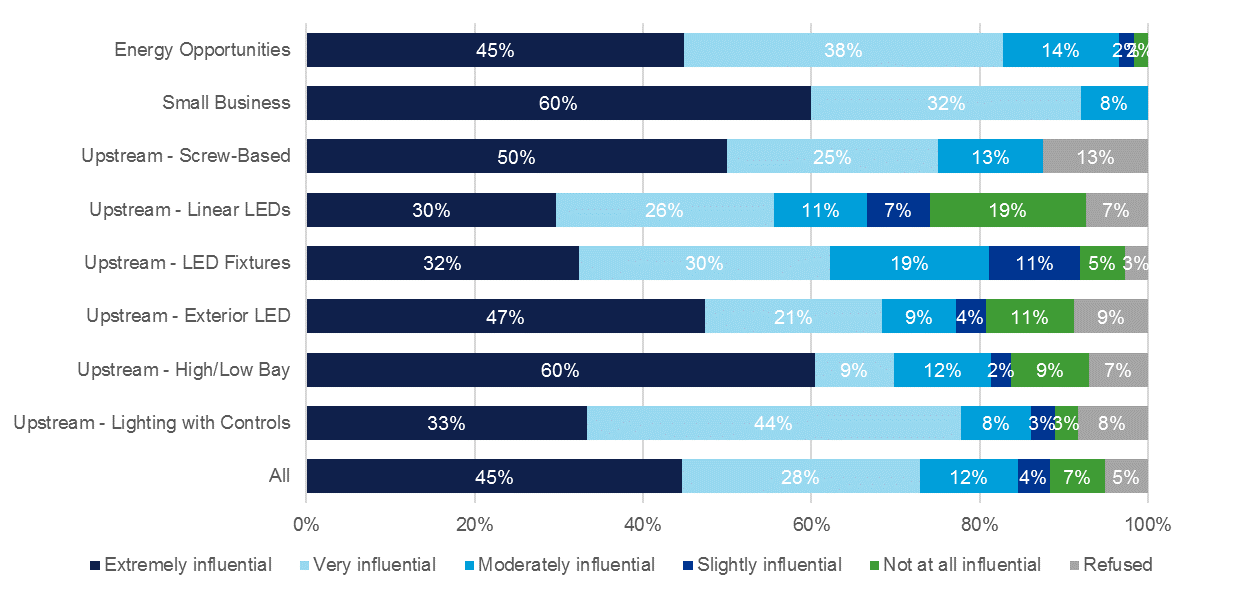 Energy Opportunities 45% 38% 14% 2% 2%
Small Business 60% 32% 8%
Upstream - Screw-Based 50% 25% 13% 13%
Upstream - Linear LEDs 30% 26% 11% 7% 19% 7%
Upstream - LED Fixtures 32% 30% 19% 11% 5% 3%
Upstream - Exterior LED 47% 21% 9% 4% 11% 9%
Upstream - High/Low Bay 60% 9% 12% 2% 9% 7%
Upstream - Lighting with Controls 33% 44% 8% 3% 3% 8%
All 45% 28% 12% 4% 7% 5%
0% 20% 40% 60% 80% 100%
Extremely influential Very influential Moderately influential Slightly influential Not at all influential Refused